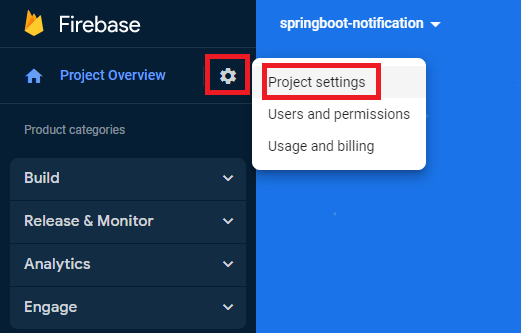 Firebase
springboot-notification
Project Overview
Project settings
Users and permissions
Usage and billing
Product categories
Build
Release & Monitor
Analytics
Engage